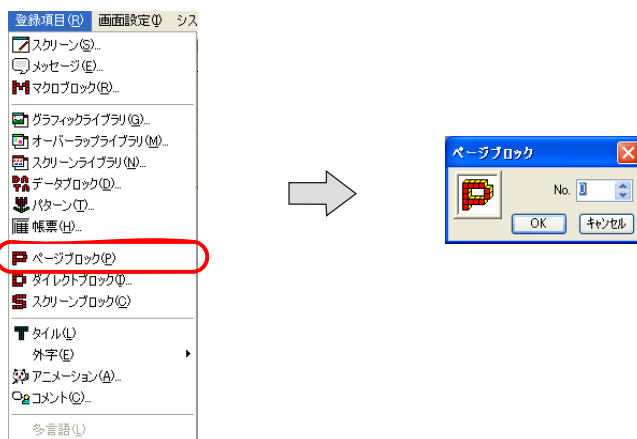 登録項目(R) 画面設定(I) シス
スクリーン(S)...
メッセージ(E)...
マクロブロック(R)...
グラフィックライブラリ(G)...
オーバーラップライブラリ(M)...
スクリーンライブラリ(N)...
データブロック(D)...
パターン(T)...
帳票(H)...
ページブロック(P)
ダイレクトブロック(I)...
スクリーンブロック(C)
タイル(L)
外字(E)
アニメーション(A)...
コメント(C)...
多言語(L)
ページブロック
No. 0
OK キャンセル